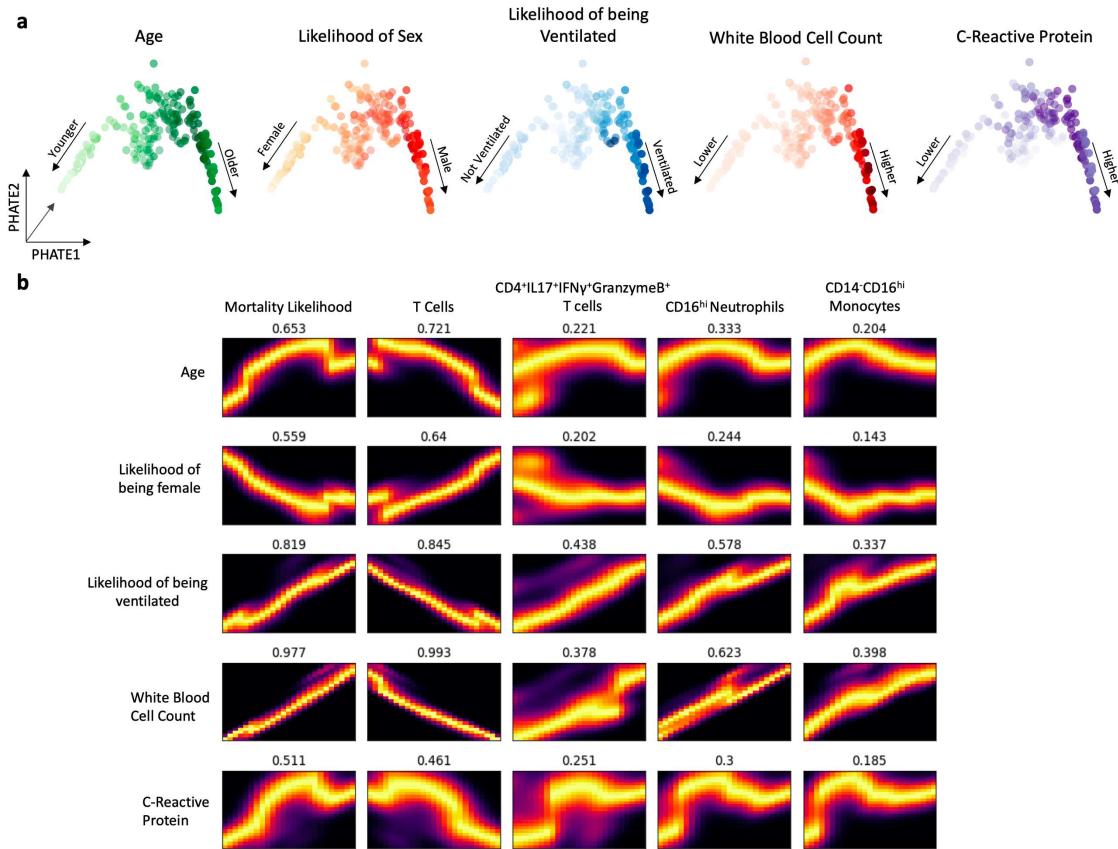 a
Age
Likelihood of Sex
Likelihood of being
Ventilated
White Blood Cell Count
C-Reactive Protein
Younger
Older
Female
Male
Not Ventilated
Ventilated
Lower
Higher
Lower
Higher
PHATE2
PHATE1
b
Mortality Likelihood
T Cells
CD4⁺IL17⁺IFNγ⁺GranzymeB⁺
T cells
CD16ʰⁱ Neutrophils
CD14⁻CD16ʰⁱ
Monocytes
Age
0.653
0.721
0.221
0.333
0.204
Likelihood of
being female
0.559
0.64
0.202
0.244
0.143
Likelihood of being
ventilated
0.819
0.845
0.438
0.578
0.337
White Blood
Cell Count
0.977
0.993
0.378
0.623
0.398
C-Reactive
Protein
0.511
0.461
0.251
0.3
0.185